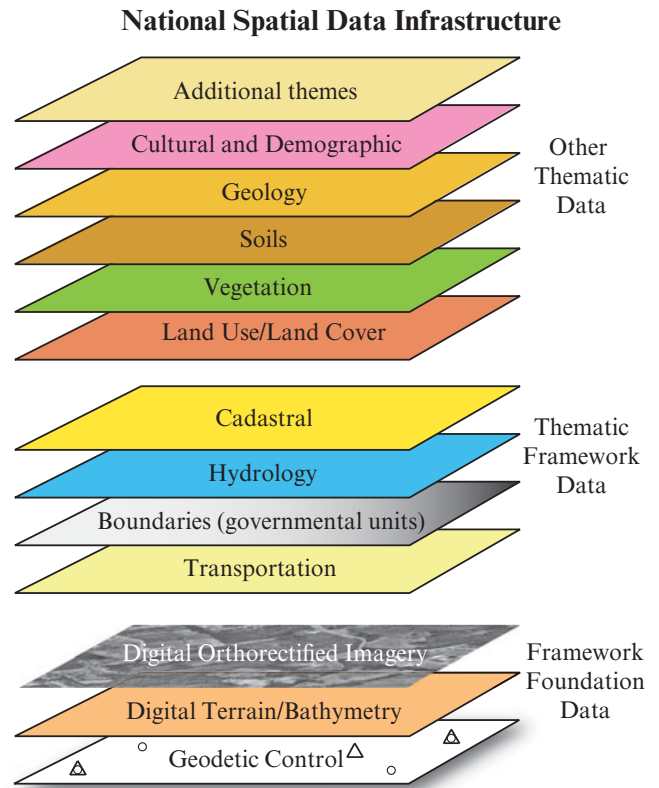 National Spatial Data Infrastructure
Additional themes
Cultural and Demographic
Geology
Soils
Vegetation
Land Use/Land Cover
Other
Thematic
Data
Cadastral
Hydrology
Boundaries (governmental units)
Transportation
Thematic
Framework
Data
Digital Orthorectified Imagery
Digital Terrain/Bathymetry
Geodetic Control
Framework
Foundation
Data